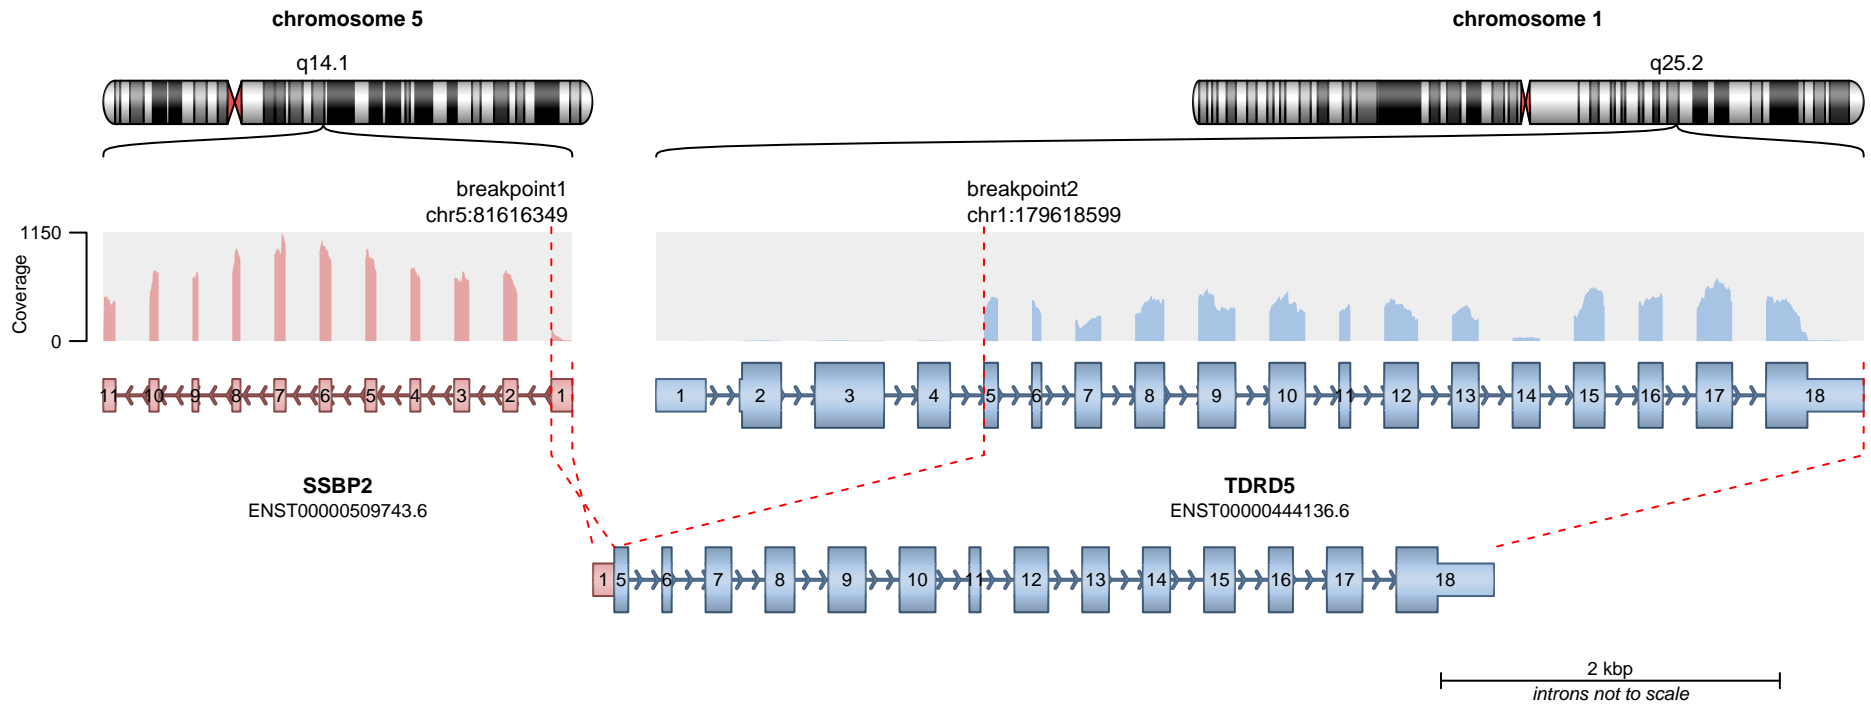 chromosome 5
chromosome 1
q14.1
q25.2
breakpoint1
chr5:81616349
breakpoint2
chr1:179618599
1150
Coverage
0
11 10 9 8 7 6 5 4 3 2 1
1 2 3 4 5 6 7 8 9 10 11 12 13 14 15 16 17 18
SSBP2
ENST00000509743.6
TDRD5
ENST00000444136.6
1 5 6 7 8 9 10 11 12 13 14 15 16 17 18
2 kbp
introns not to scale